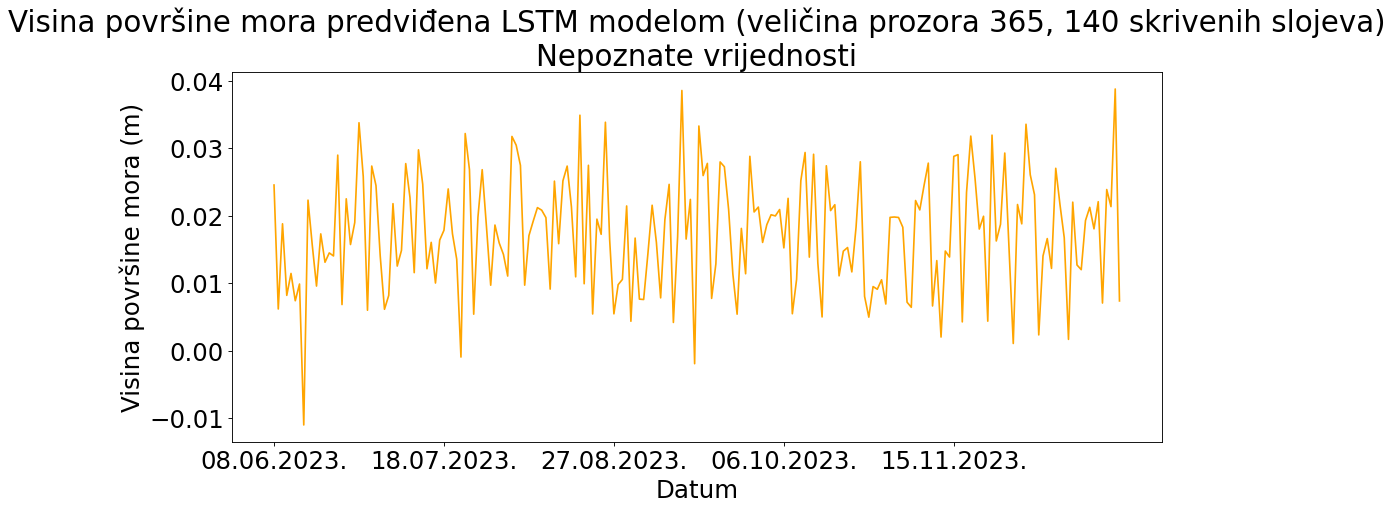 Visina površine mora predviđena LSTM modelom (veličina prozora 365, 140 skrivenih slojeva)
Nepoznate vrijednosti
Visina površine mora (m)
0.04
0.03
0.02
0.01
0.00
−0.01
08.06.2023. 18.07.2023. 27.08.2023. 06.10.2023. 15.11.2023.
Datum